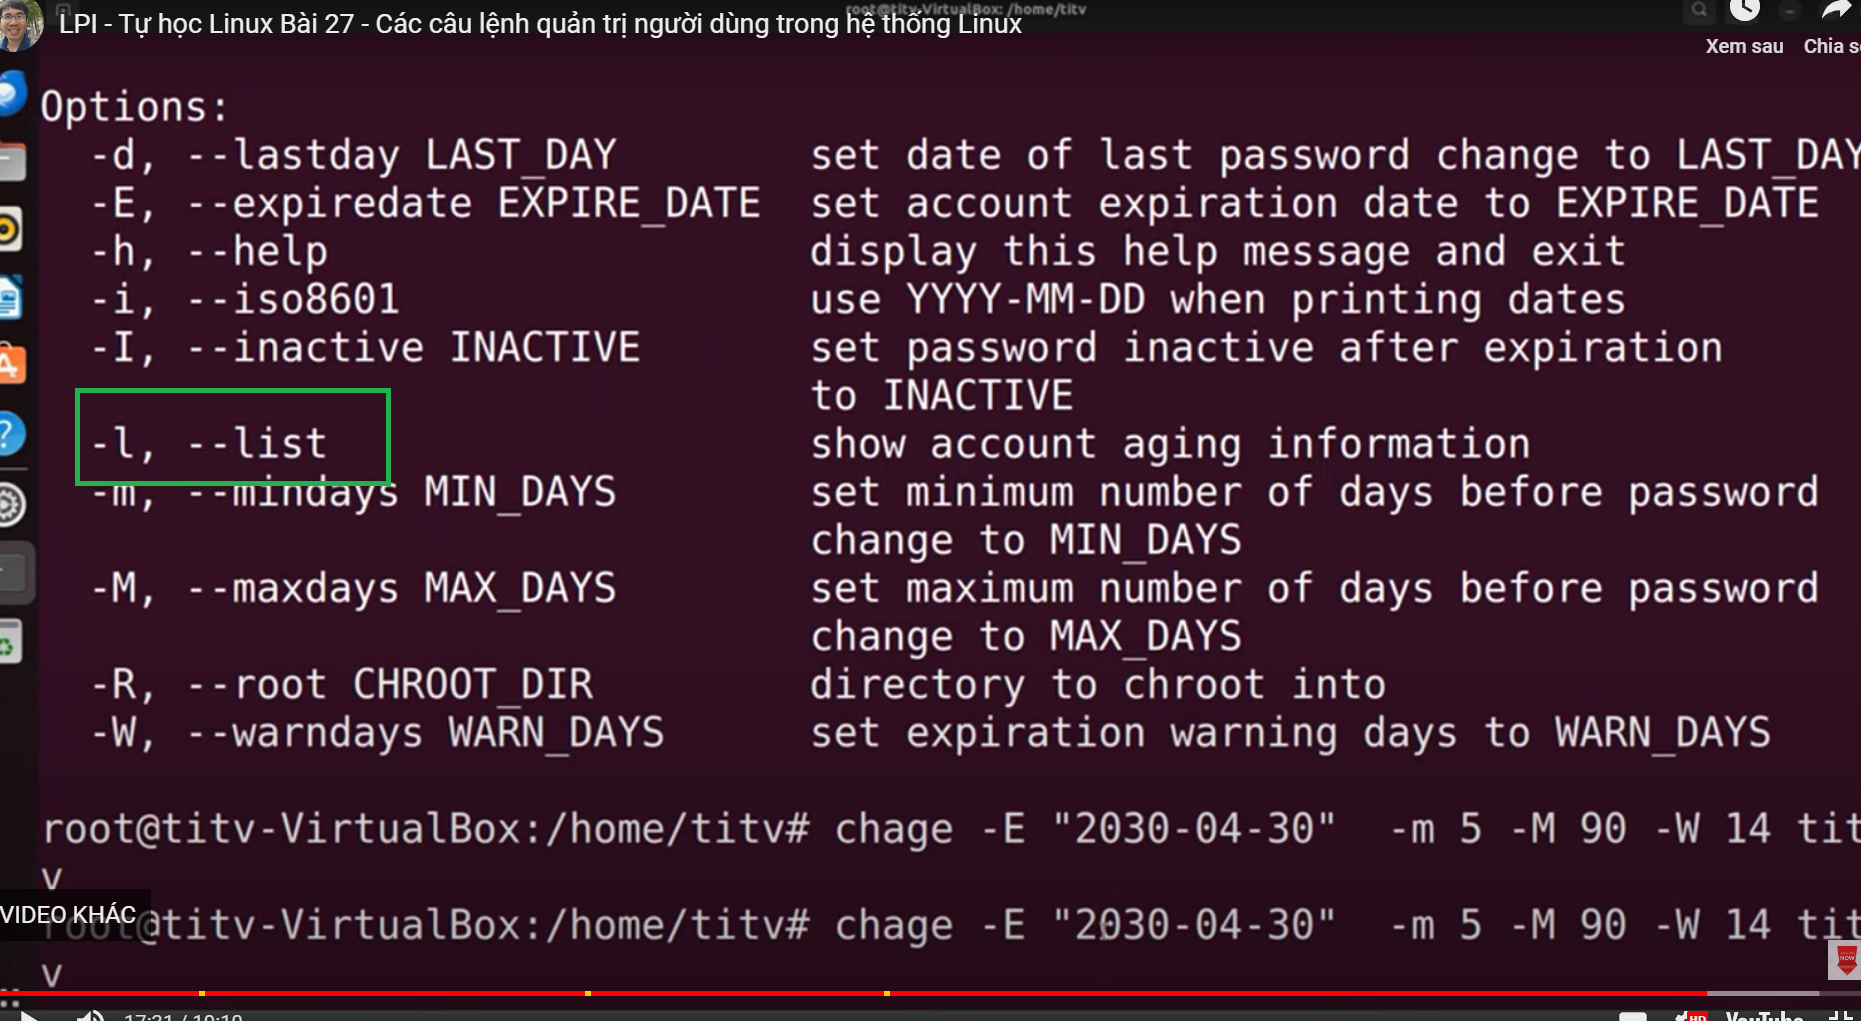 root@titv-VirtualBox: /home/titv
LPI - Tự học Linux Bài 27 - Các câu lệnh quản trị người dùng trong hệ thống Linux
Xem sau Chia s
Options:
-d, --lastday LAST_DAY set date of last password change to LAST_DAY
-E, --expiredate EXPIRE_DATE set account expiration date to EXPIRE_DATE
-h, --help display this help message and exit
-i, --iso8601 use YYYY-MM-DD when printing dates
-I, --inactive INACTIVE set password inactive after expiration
to INACTIVE
-l, --list show account aging information
-m, --mindays MIN_DAYS set minimum number of days before password
change to MIN_DAYS
-M, --maxdays MAX_DAYS set maximum number of days before password
change to MAX_DAYS
-R, --root CHROOT_DIR directory to chroot into
-W, --warndays WARN_DAYS set expiration warning days to WARN_DAYS
root@titv-VirtualBox:/home/titv# chage -E "2030-04-30"  -m 5 -M 90 -W 14 tit
v
VIDEO KHÁC
root@titv-VirtualBox:/home/titv# chage -E "2030-04-30"  -m 5 -M 90 -W 14 tit
v
NOW
17:31 / 19:19
HD
YouTube